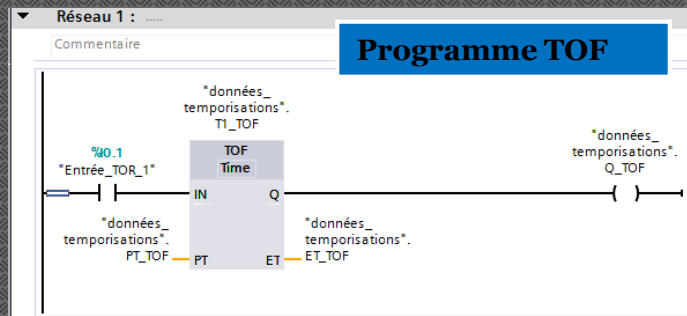 Réseau 1 : .....
Commentaire
Programme TOF
"données_
temporisations".
T1_TOF
%I0.1
"Entrée_TOR_1"
TOF
Time
IN
Q
"données_
temporisations".
Q_TOF
"données_
temporisations".
PT_TOF
PT
ET
"données_
temporisations".
ET_TOF